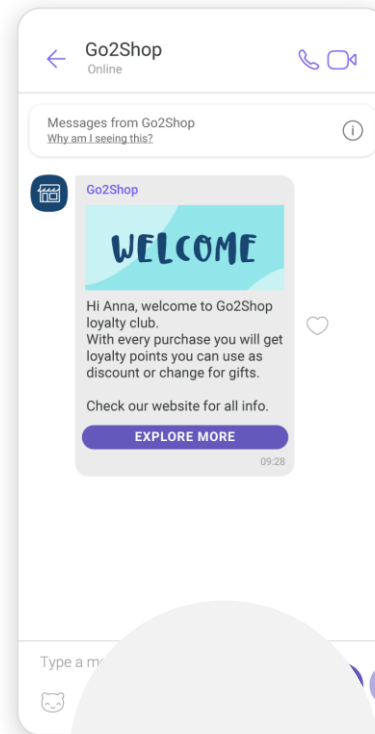 Go2Shop
Online
Messages from Go2Shop
Why am I seeing this?
Go2Shop
WELCOME
Hi Anna, welcome to Go2Shop
loyalty club.
With every purchase you will get
loyalty points you can use as
discount or change for gifts.
Check our website for all info.
EXPLORE MORE
09:28
Type a